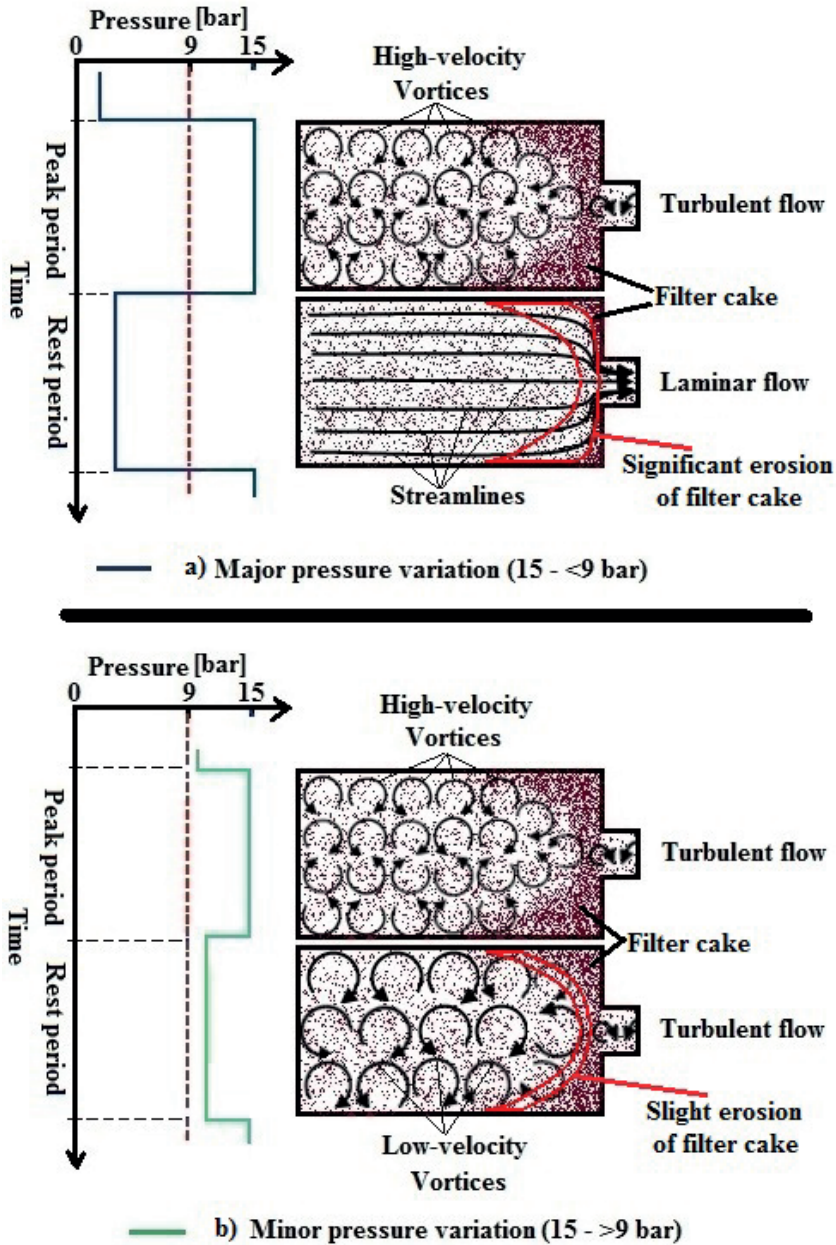 Pressure [bar]
0 9 15
High-velocity
Vortices
Peak period
Turbulent flow
Time
Filter cake
Rest period
Laminar flow
Significant erosion
of filter cake
Streamlines
a) Major pressure variation (15 - <9 bar)
Pressure [bar]
0 9 15
High-velocity
Vortices
Peak period
Turbulent flow
Time
Filter cake
Rest period
Turbulent flow
Slight erosion
of filter cake
Low-velocity
Vortices
b) Minor pressure variation (15 - >9 bar)